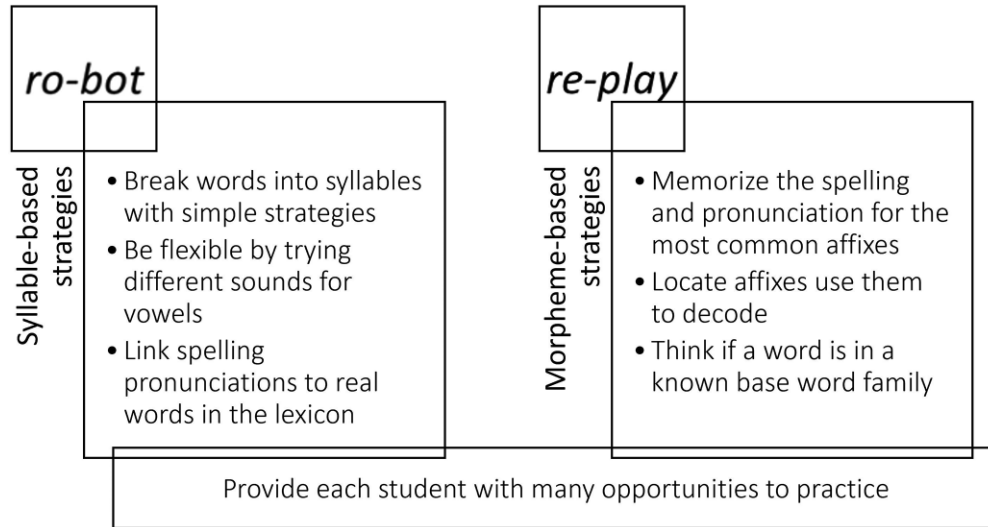 ro-bot
Syllable-based
strategies
• Break words into syllables
with simple strategies
• Be flexible by trying
different sounds for
vowels
• Link spelling
pronunciations to real
words in the lexicon
re-play
Morpheme-based
strategies
• Memorize the spelling
and pronunciation for the
most common affixes
• Locate affixes use them
to decode
• Think if a word is in a
known base word family
Provide each student with many opportunities to practice